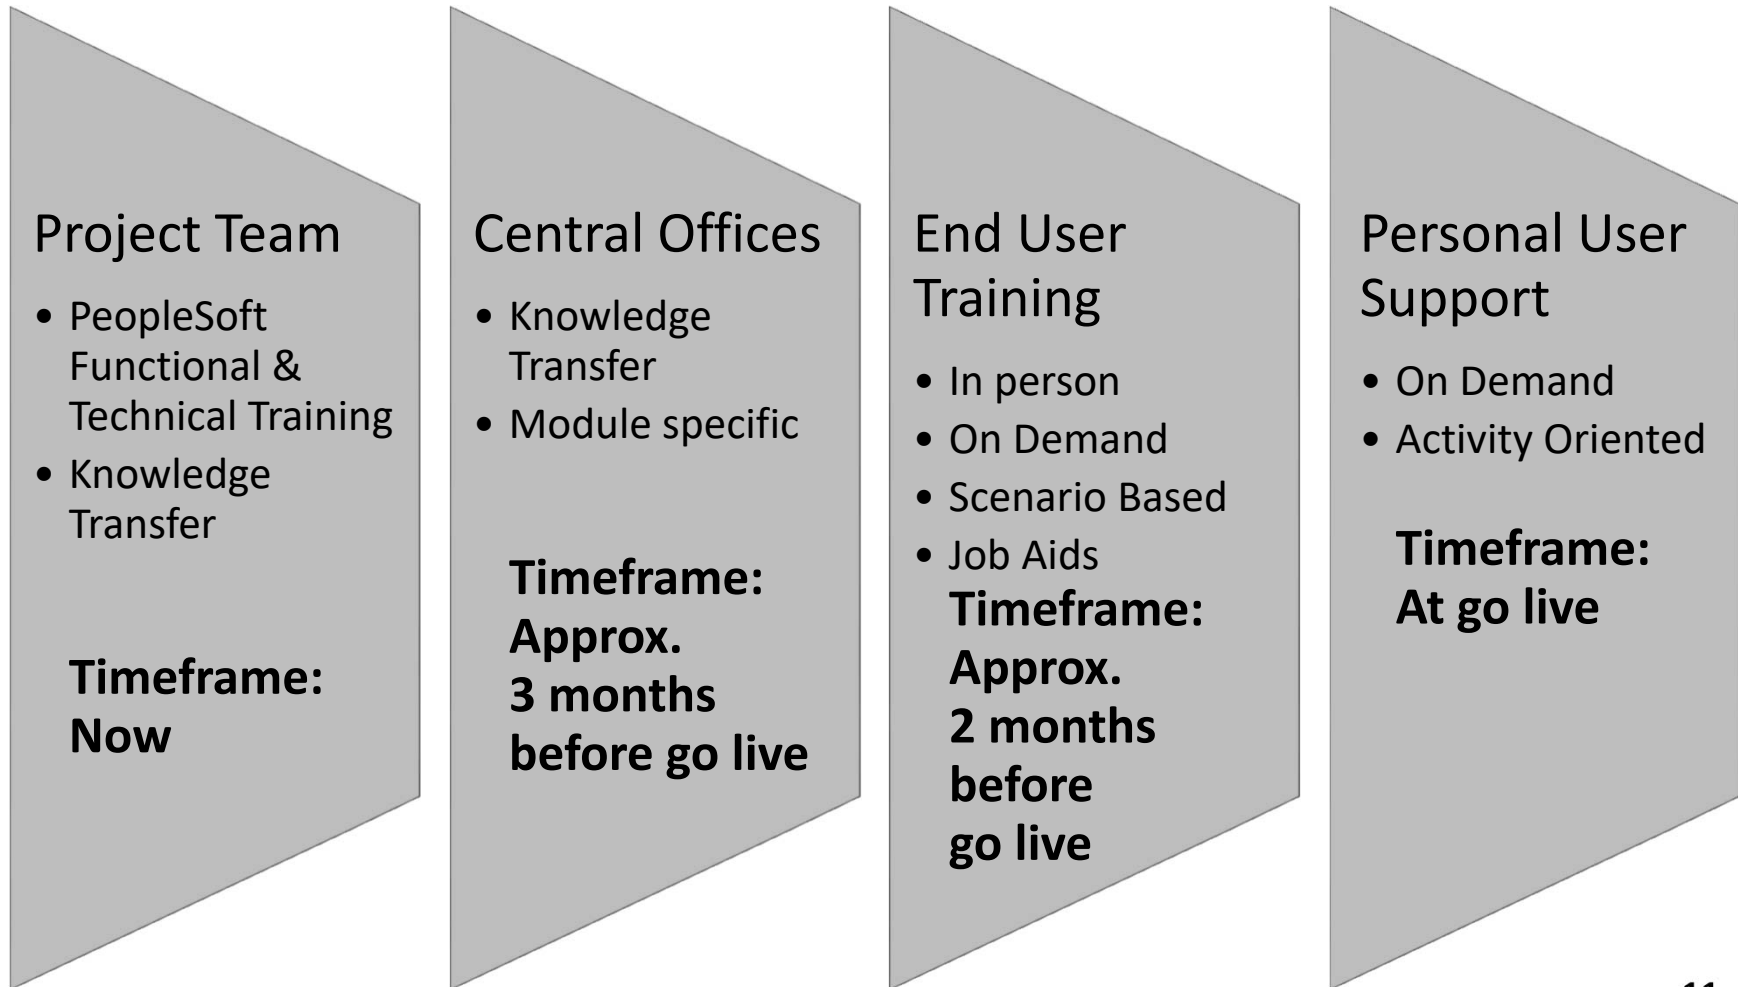 Project Team
• PeopleSoft
Functional &
Technical Training
• Knowledge
Transfer
Timeframe:
Now
Central Offices
• Knowledge
Transfer
• Module specific
Timeframe:
Approx.
3 months
before go live
End User
Training
• In person
• On Demand
• Scenario Based
• Job Aids
Timeframe:
Approx.
2 months
before
go live
Personal User
Support
• On Demand
• Activity Oriented
Timeframe:
At go live